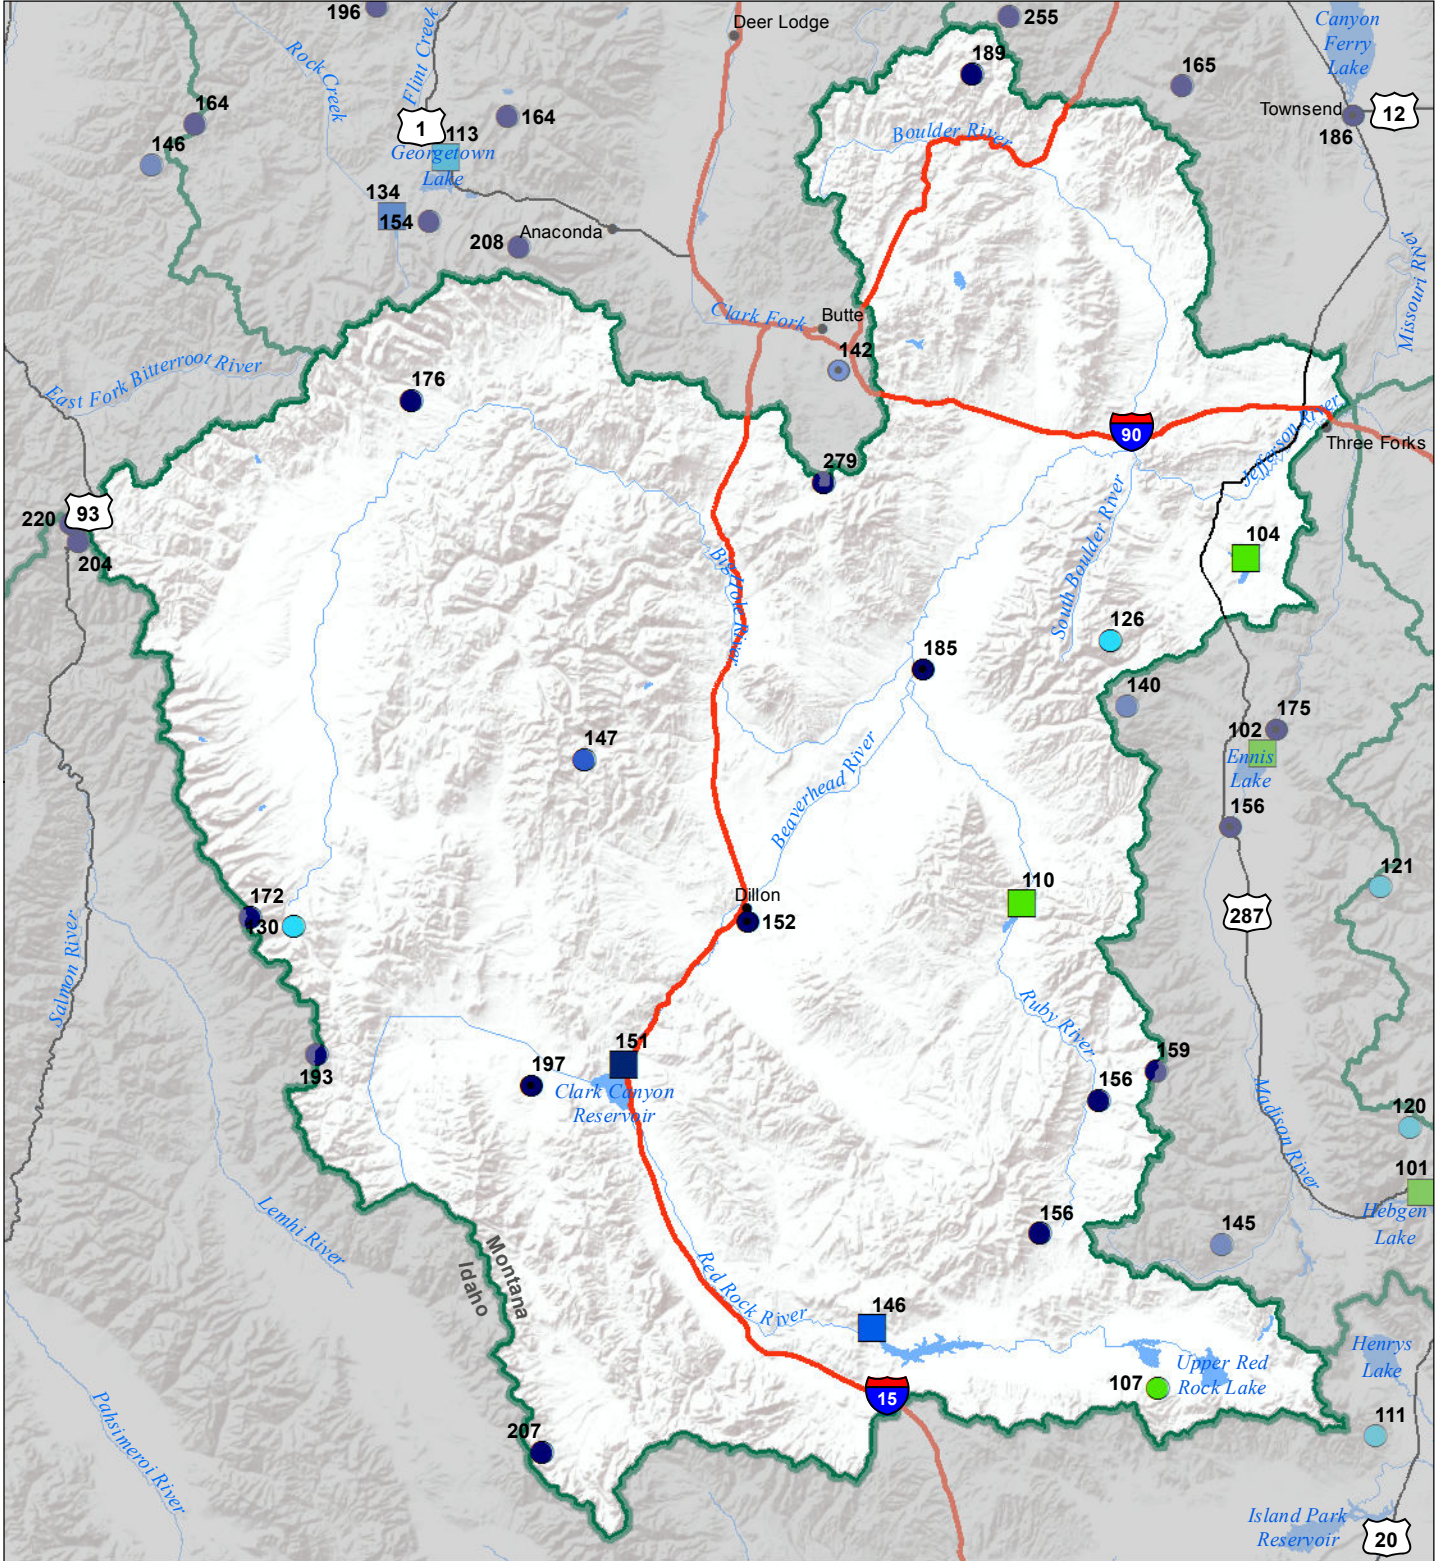 196
Deer Lodge
255
Canyon
Ferry
Lake
Rock Creek
Flint Creek
189
165
164
1
113
164
Townsend
12
186
146
Georgetown
Lake
Boulder River
134
154
208
Anaconda
Missouri River
Clark Fork
Butte
142
East Fork Bitterroot River
176
90
Jefferson River
Three Forks
279
220
93
204
South Boulder River
104
Big Hole River
126
185
140
175
102
Ennis
Lake
147
Beaverhead River
156
121
172
130
Dillon
152
110
287
Salmon River
Ruby River
151
197
Clark Canyon
Reservoir
193
159
156
Madison River
120
101
Hebgen
Lake
Lemhi River
Montana
Idaho
156
145
Red Rock River
146
Henrys
Lake
Upper Red
Rock Lake
107
15
Pahsimeroi River
207
111
Island Park
Reservoir
20